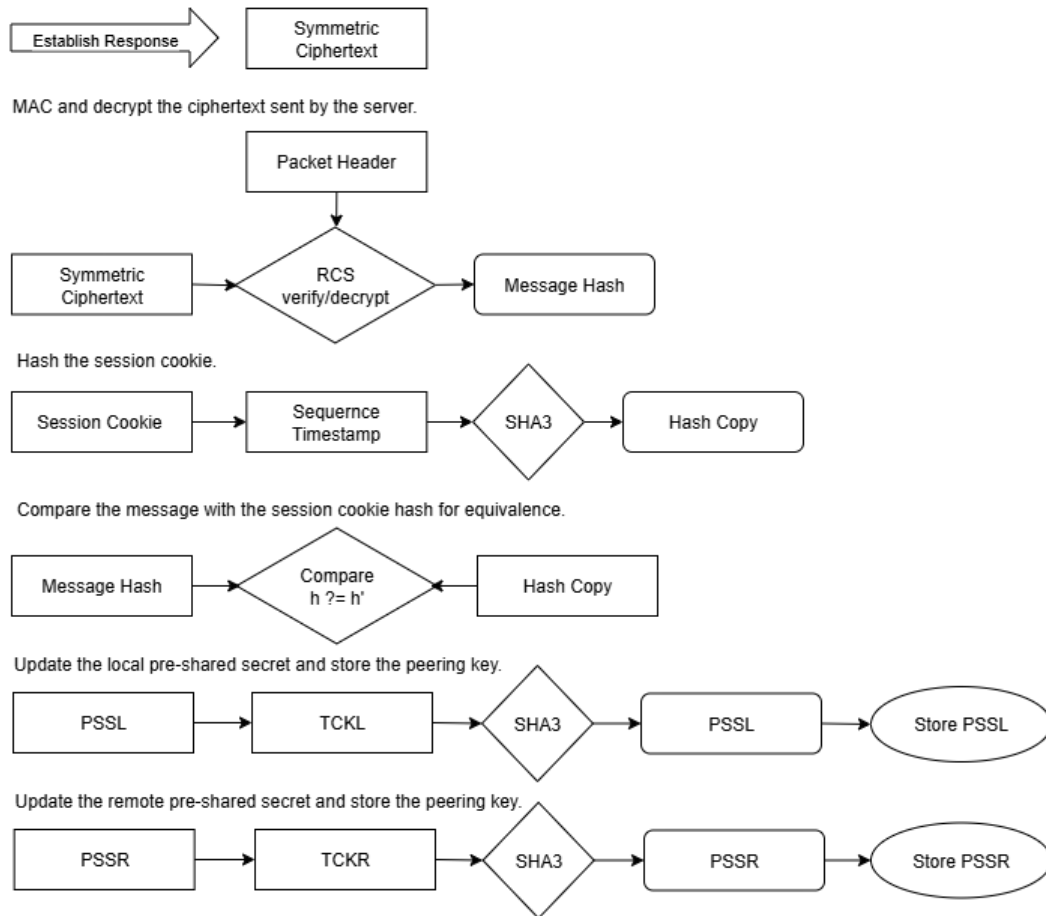 Establish Response
Symmetric
Ciphertext
MAC and decrypt the ciphertext sent by the server.
Packet Header
Symmetric
Ciphertext
RCS
verify/decrypt
Message Hash
Hash the session cookie.
Session Cookie
Sequernce
Timestamp
SHA3
Hash Copy
Compare the message with the session cookie hash for equivalence.
Message Hash
Compare
h ?= h'
Hash Copy
Update the local pre-shared secret and store the peering key.
PSSL
TCKL
SHA3
PSSL
Store PSSL
Update the remote pre-shared secret and store the peering key.
PSSR
TCKR
SHA3
PSSR
Store PSSR